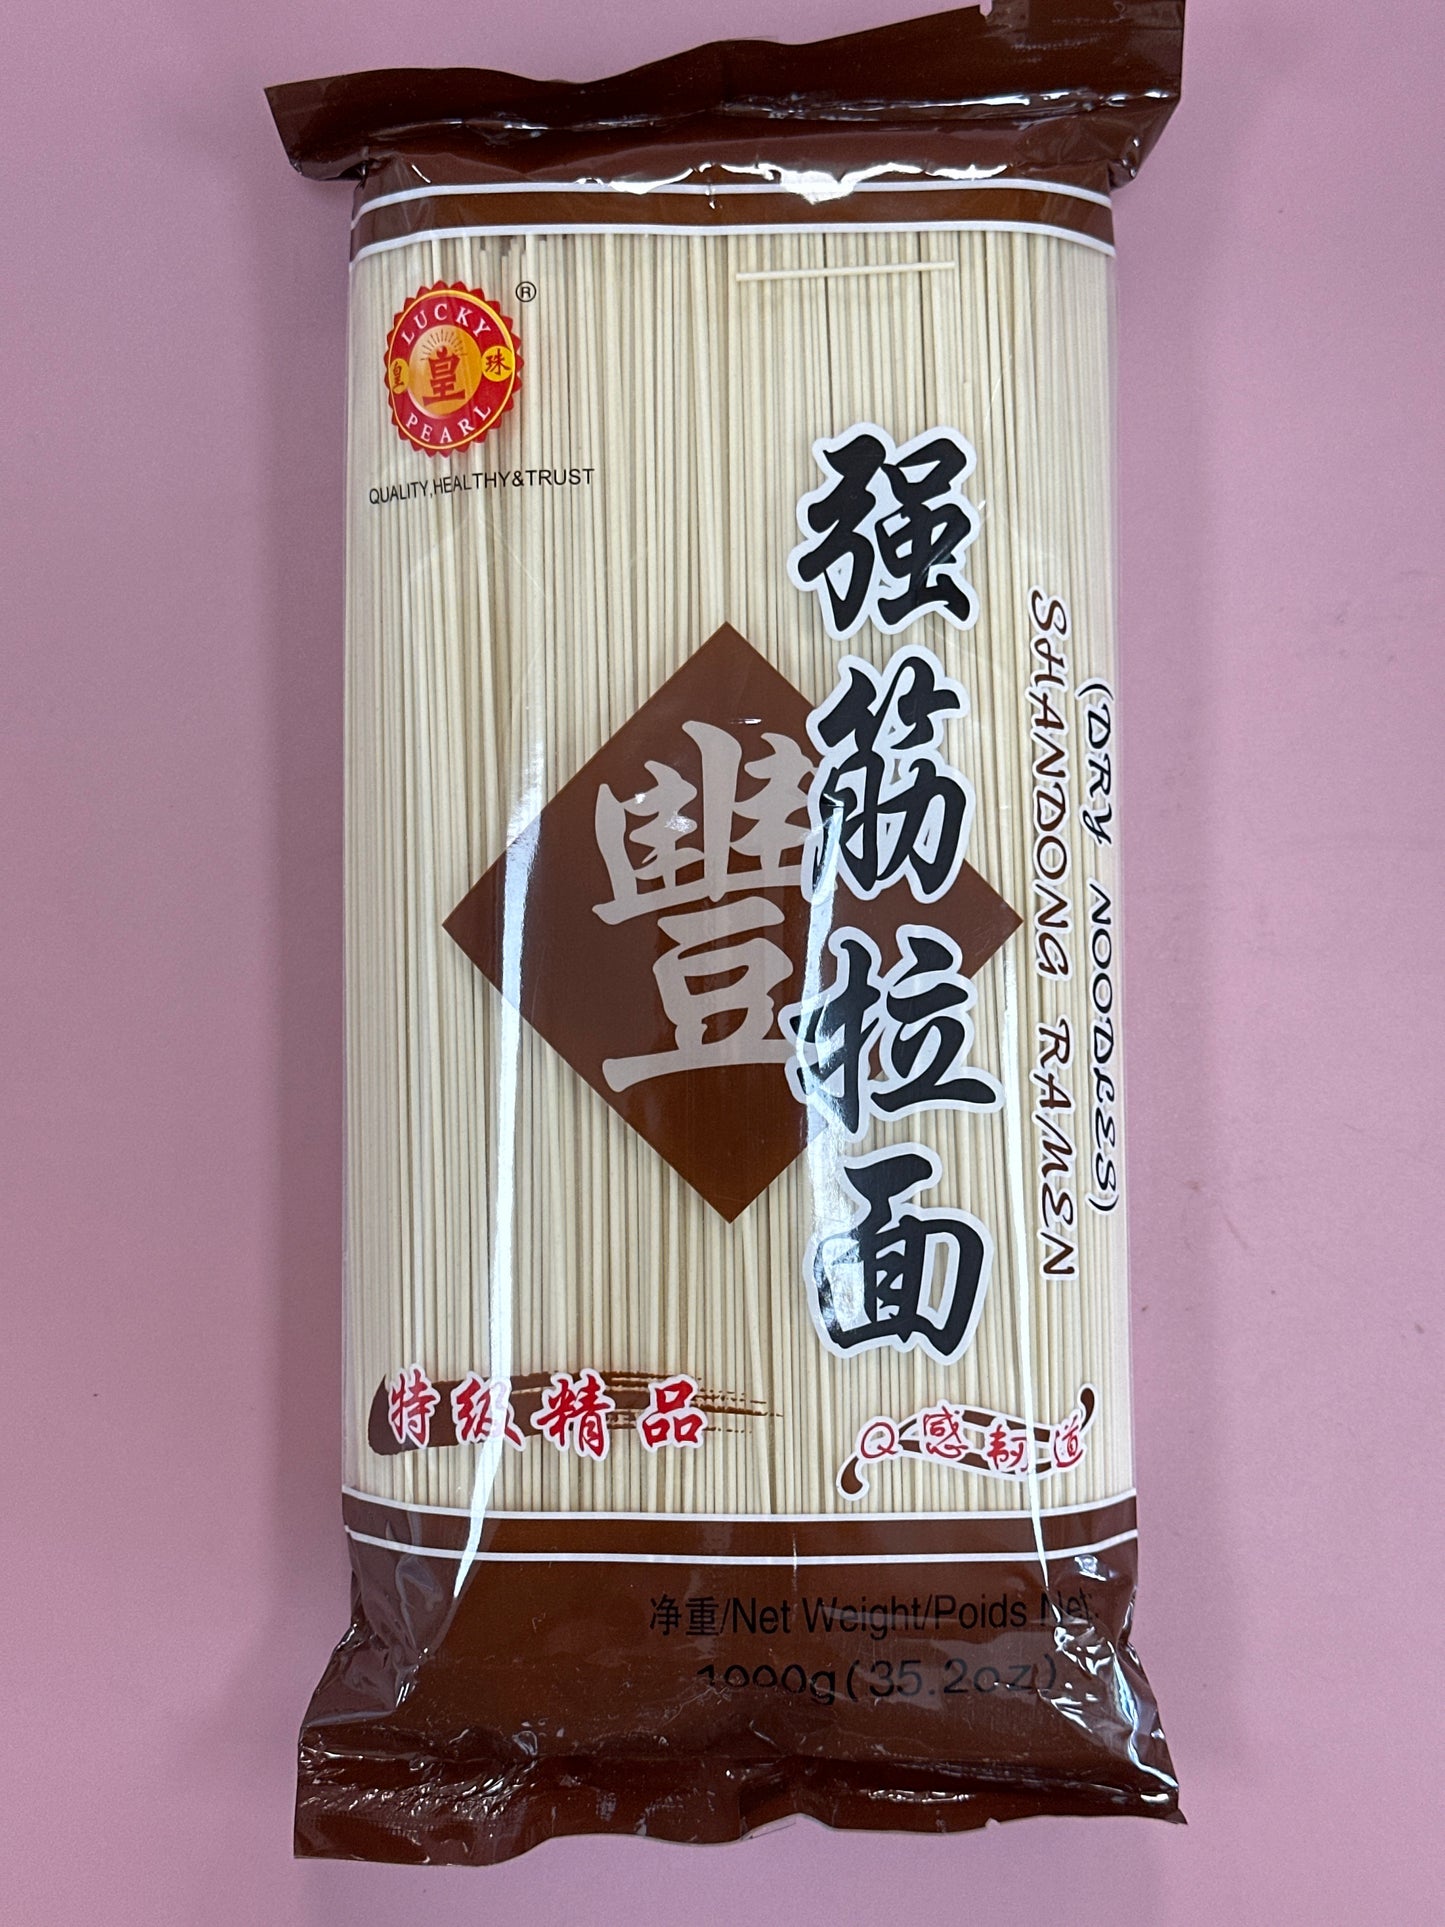 LUCKY
皇 皇 珠
PEARL
®
QUALITY,HEALTHY&TRUST
强筋拉面
SHANDONG RAMEN
(DRY NOODLES)
豐
特级精品
Q感韧道
净重/Net Weight/Poids Net:
1000g(35.2oz)